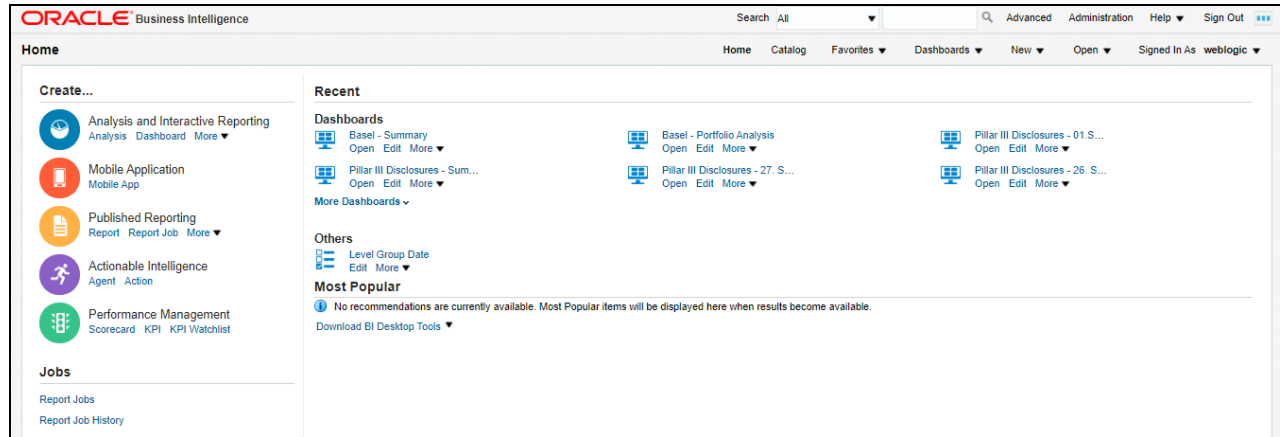 ORACLE Business Intelligence
Search All Advanced Administration Help Sign Out
Home
Home Catalog Favorites Dashboards New Open Signed In As weblogic
Create...
Analysis and Interactive Reporting
Analysis Dashboard More
Mobile Application
Mobile App
Published Reporting
Report Report Job More
Actionable Intelligence
Agent Action
Performance Management
Scorecard KPI KPI Watchlist
Jobs
Report Jobs
Report Job History
Recent
Dashboards
Basel - Summary
Open Edit More
Basel - Portfolio Analysis
Open Edit More
Pillar III Disclosures - 01.S...
Open Edit More
Pillar III Disclosures - Sum...
Open Edit More
Pillar III Disclosures - 27. S...
Open Edit More
Pillar III Disclosures - 26. S...
Open Edit More
More Dashboards
Others
Level Group Date
Edit More
Most Popular
No recommendations are currently available. Most Popular items will be displayed here when results become available.
Download BI Desktop Tools